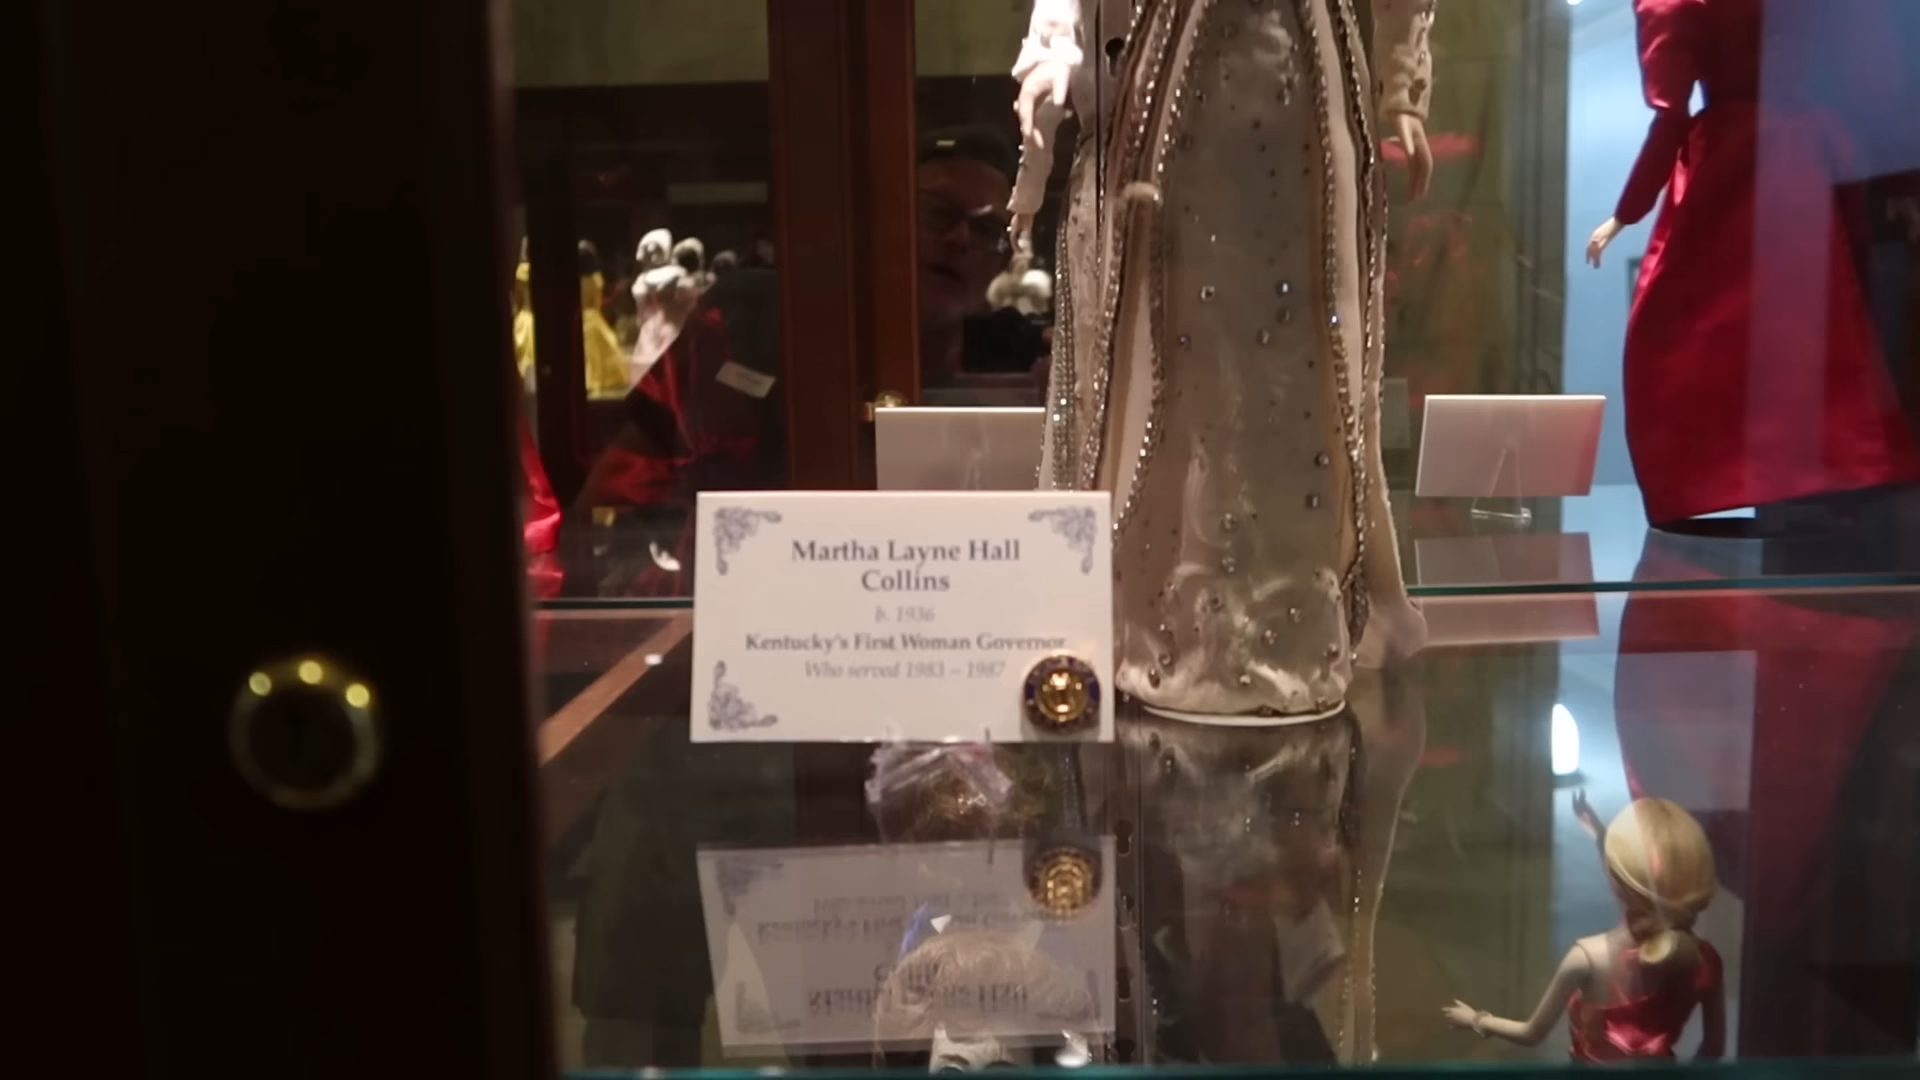 Martha Layne Hall
Collins
b. 1936
Kentucky's First Woman Governor
Who served 1983 – 1987